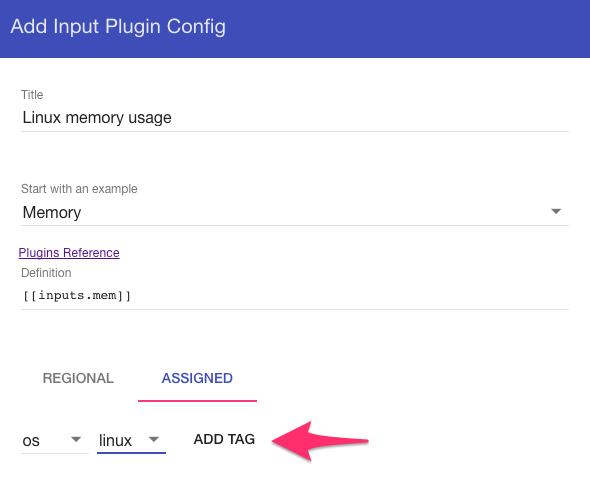 Add Input Plugin Config
Title
Linux memory usage
Start with an example
Memory
Plugins Reference
Definition
[[inputs.mem]]
REGIONAL ASSIGNED
os linux ADD TAG